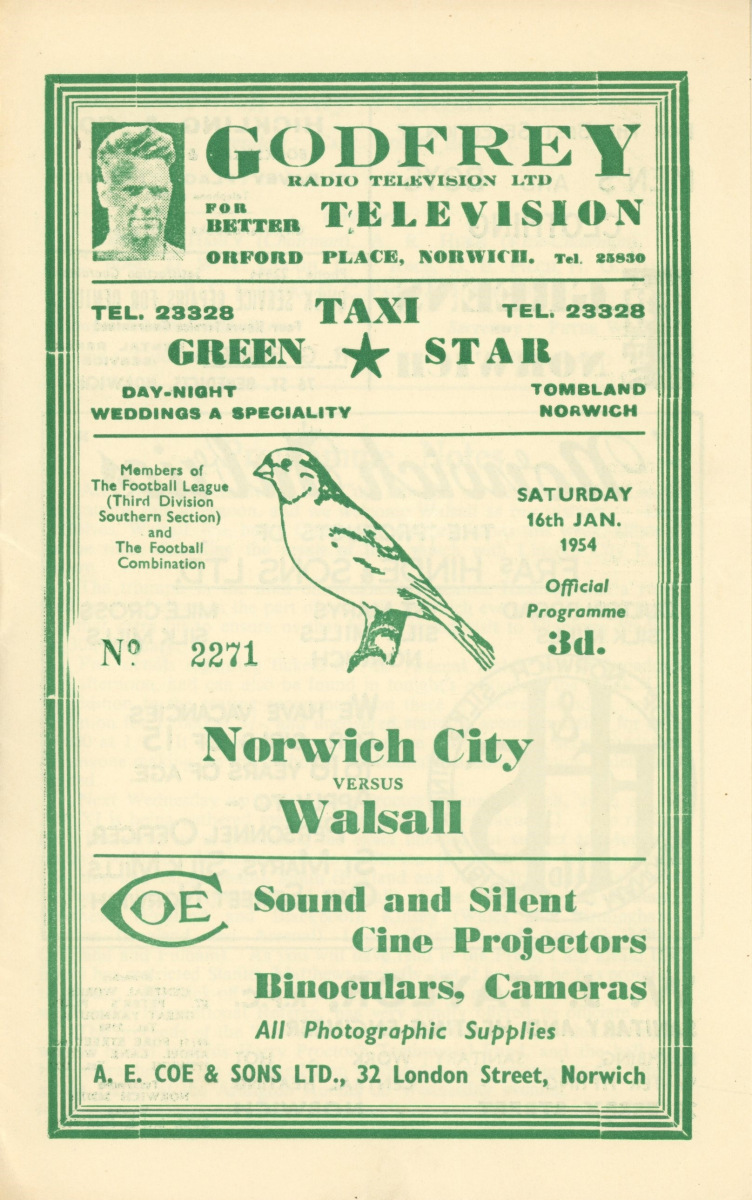 GODFREY
RADIO TELEVISION LTD
FOR BETTER TELEVISION
ORFORD PLACE, NORWICH. Tel. 25830
TEL. 23328 TAXI TEL. 23328
GREEN ★ STAR
DAY-NIGHT
WEDDINGS A SPECIALITY
TOMBLAND
NORWICH
Members of
The Football League
(Third Division
Southern Section)
and
The Football
Combination
SATURDAY
16th JAN.
1954
Official
Programme
3d.
No. 2271
Norwich City
VERSUS
Walsall
COE
Sound and Silent
Cine Projectors
Binoculars, Cameras
All Photographic Supplies
A. E. COE & SONS LTD., 32 London Street, Norwich